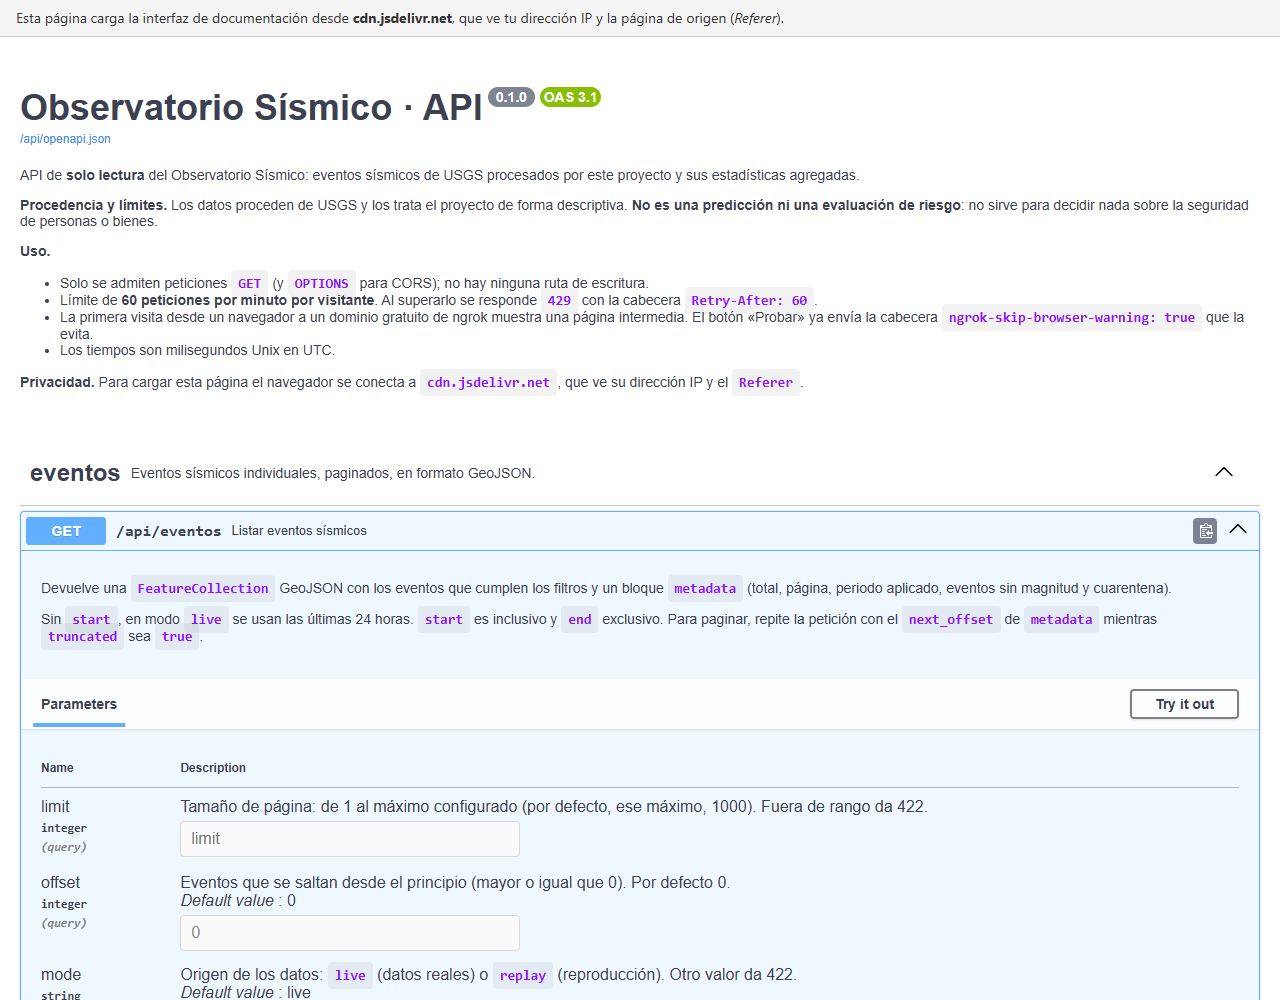 Esta página carga la interfaz de documentación desde cdn.jsdelivr.net, que ve tu dirección IP y la página de origen (Referer).
Observatorio Sísmico · API 0.1.0 OAS 3.1
/api/openapi.json
API de solo lectura del Observatorio Sísmico: eventos sísmicos de USGS procesados por este proyecto y sus estadísticas agregadas.
Procedencia y límites. Los datos proceden de USGS y los trata el proyecto de forma descriptiva. No es una predicción ni una evaluación de riesgo: no sirve para decidir nada sobre la seguridad
de personas o bienes.
Uso.
• Solo se admiten peticiones GET (y OPTIONS para CORS); no hay ninguna ruta de escritura.
• Límite de 60 peticiones por minuto por visitante. Al superarlo se responde 429 con la cabecera Retry-After: 60 .
• La primera visita desde un navegador a un dominio gratuito de ngrok muestra una página intermedia. El botón «Probar» ya envía la cabecera ngrok-skip-browser-warning: true que la
evita.
• Los tiempos son milisegundos Unix en UTC.
Privacidad. Para cargar esta página el navegador se conecta a cdn.jsdelivr.net , que ve su dirección IP y el Referer .
eventos Eventos sísmicos individuales, paginados, en formato GeoJSON.
GET /api/eventos Listar eventos sísmicos
Devuelve una FeatureCollection GeoJSON con los eventos que cumplen los filtros y un bloque metadata (total, página, periodo aplicado, eventos sin magnitud y cuarentena).
Sin start , en modo live se usan las últimas 24 horas. start es inclusivo y end exclusivo. Para paginar, repite la petición con el next_offset de metadata mientras
truncated sea true .
Parameters Try it out
Name Description
limit Tamaño de página: de 1 al máximo configurado (por defecto, ese máximo, 1000). Fuera de rango da 422.
integer
(query)
limit
offset Eventos que se saltan desde el principio (mayor o igual que 0). Por defecto 0.
integer Default value : 0
(query)
0
mode Origen de los datos: live (datos reales) o replay (reproducción). Otro valor da 422.
string Default value : live